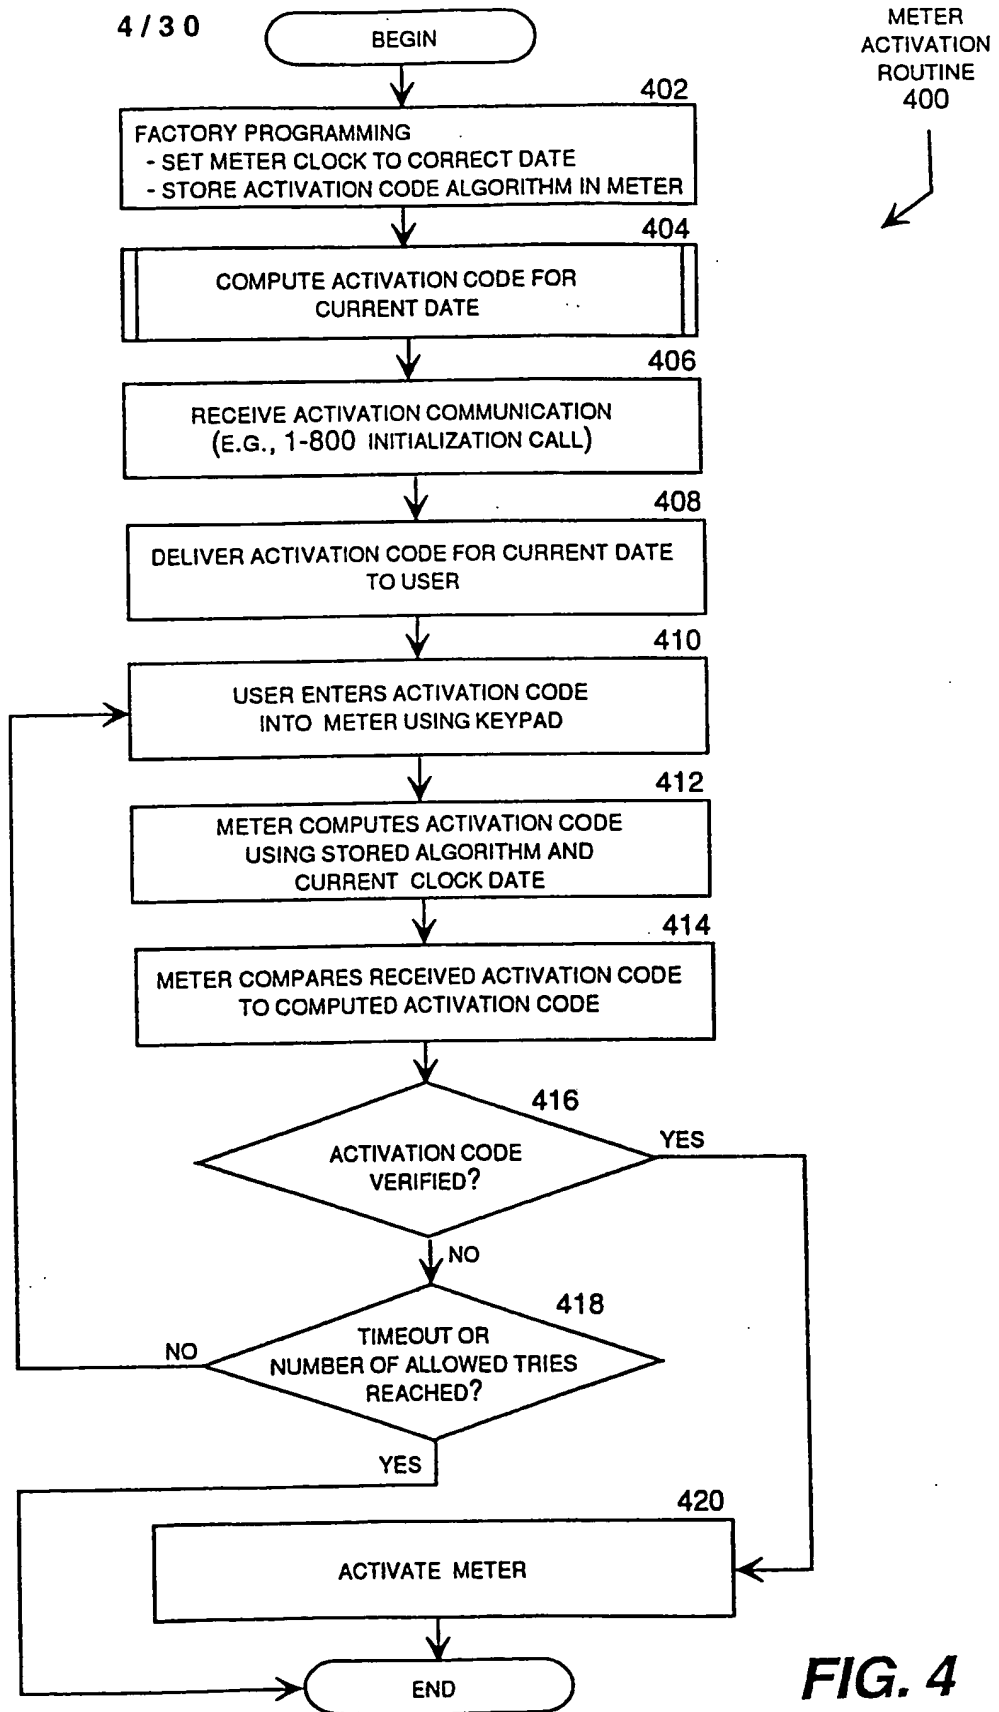 4/30
BEGIN
METER
ACTIVATION
ROUTINE
400
402
FACTORY PROGRAMMING
- SET METER CLOCK TO CORRECT DATE
- STORE ACTIVATION CODE ALGORITHM IN METER
404
COMPUTE ACTIVATION CODE FOR
CURRENT DATE
406
RECEIVE ACTIVATION COMMUNICATION
(E.G., 1-800 INITIALIZATION CALL)
408
DELIVER ACTIVATION CODE FOR CURRENT DATE
TO USER
410
USER ENTERS ACTIVATION CODE
INTO METER USING KEYPAD
412
METER COMPUTES ACTIVATION CODE
USING STORED ALGORITHM AND
CURRENT CLOCK DATE
414
METER COMPARES RECEIVED ACTIVATION CODE
TO COMPUTED ACTIVATION CODE
416
ACTIVATION CODE
VERIFIED?
YES
NO
418
TIMEOUT OR
NUMBER OF ALLOWED TRIES
REACHED?
NO
YES
420
ACTIVATE METER
END
FIG. 4